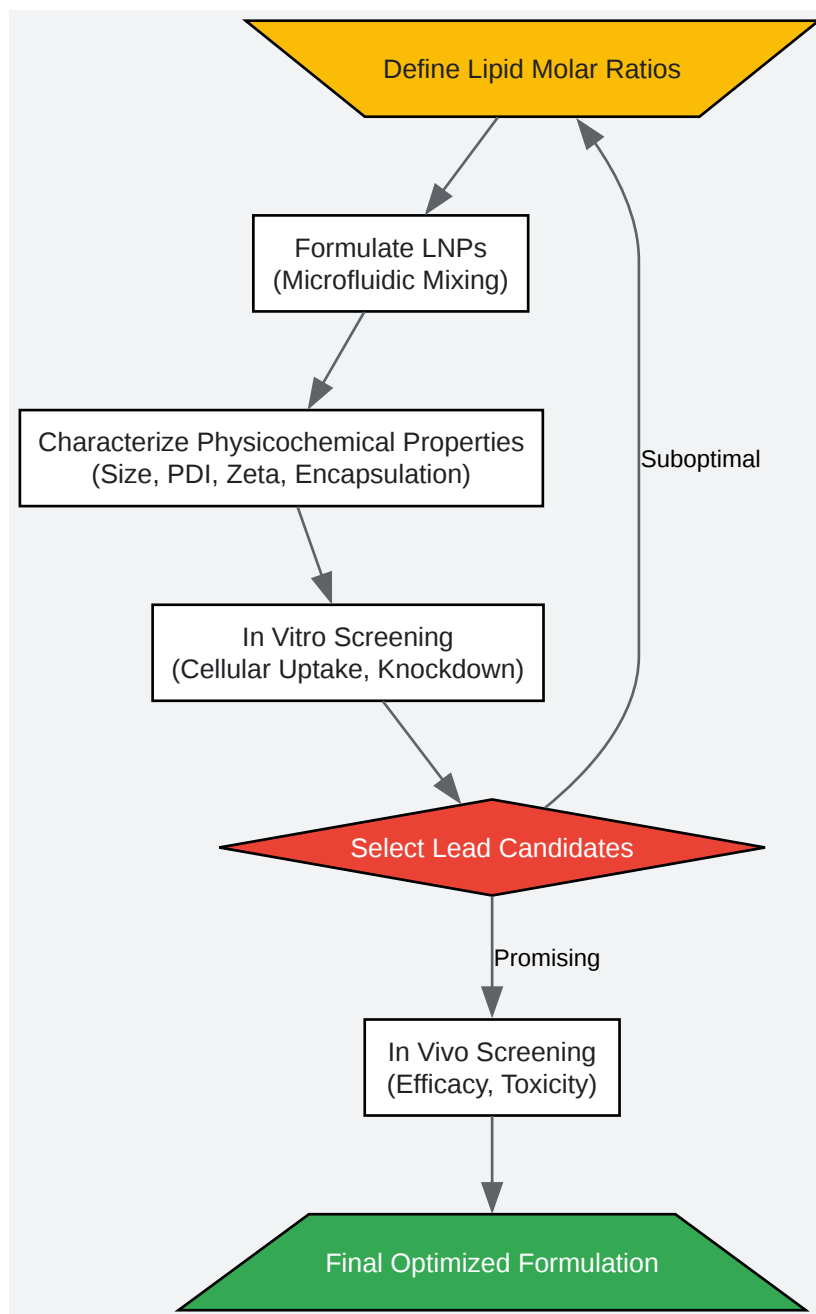 Define Lipid Molar Ratios
Formulate LNPs
(Microfluidic Mixing)
Characterize Physicochemical Properties
(Size, PDI, Zeta, Encapsulation)
Suboptimal
In Vitro Screening
(Cellular Uptake, Knockdown)
Select Lead Candidates
Promising
In Vivo Screening
(Efficacy, Toxicity)
Final Optimized Formulation